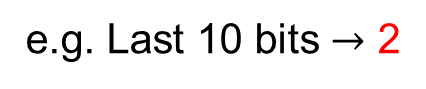 e.g. Last 10 bits → 2